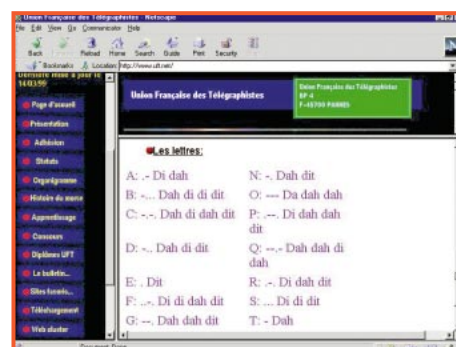 Union Française des Télégraphistes - Netscape
File Edit View Go Communicator Help
Back Reload Home Search Guide Print Security
Bookmarks Location: http://www.uft.net/
Dernière mise à jour le
14/03/99
Page d'accueil
Présentation
Adhésion
Statuts
Organigramme
Histoire du morse
Apprentissage
Concours
Diplômes UFT
Le bulletin...
Sites favoris...
Téléchargement
Web cluster
Union Française des Télégraphistes
Union Française des Télégraphistes
BP 4
F-45700 PANNES
Les lettres:
A: .- Di dah
B: -... Dah di di dit
C: -.-. Dah di dah dit
D: -.. Dah di dit
E: . Dit
F: ..-. Di di dah dit
G: --. Dah dah dit
N: -. Dah dit
O: --- Da dah dah
P: .--. Di dah dah
dit
Q: --.- Dah dah di
dah
R: .-. Di dah dit
S: ... Di di dit
T: - Dah
Document: Done